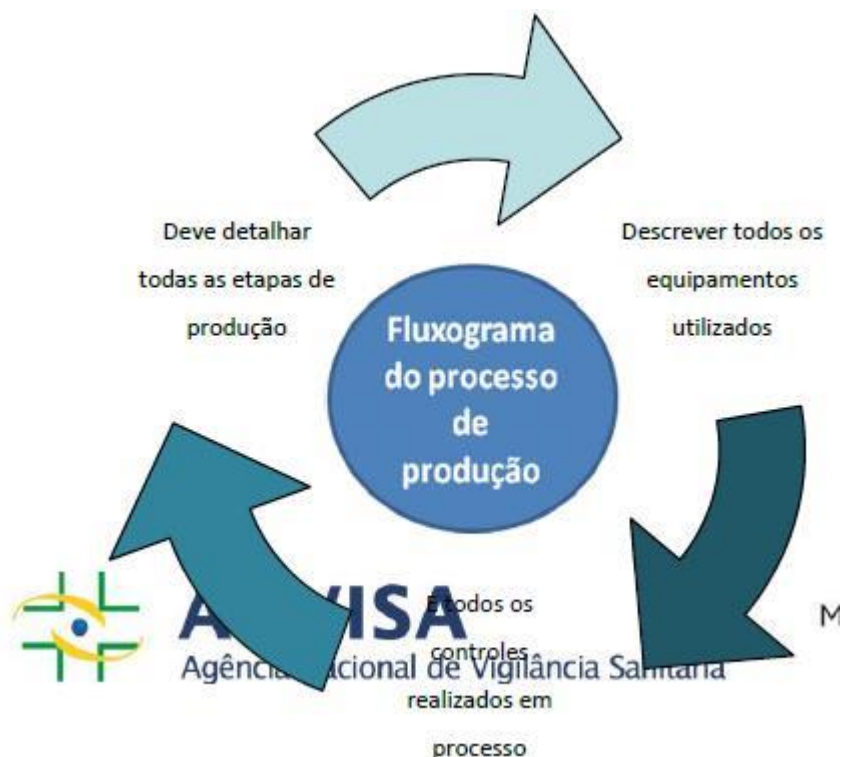 Deve detalhar
todas as etapas de
produção
Descrever todos os
equipamentos
utilizados
Fluxograma
do processo
de
produção
E todos os
controles
realizados em
processo
Agência Nacional de Vigilância Sanitária
M